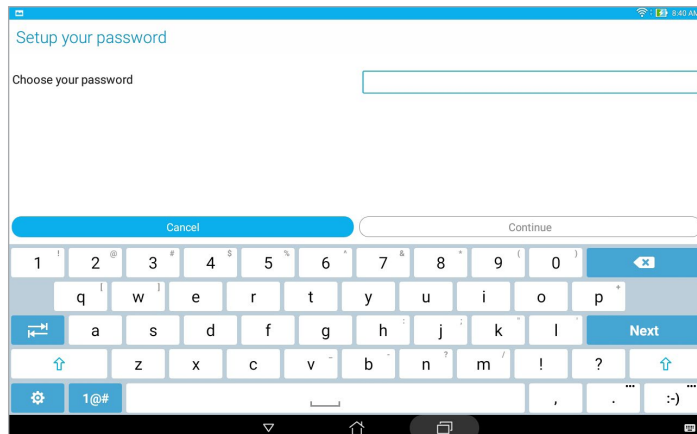 8:40 AM
Setup your password
Choose your password
Cancel
Continue
1 ! 2 @ 3 # 4 $ 5 % 6 ^ 7 & 8 * 9 ( 0 )
q [ w ] e r t y u i o p +
a s d f g h : j ; k " l ' Next
z x c v - b - n ? m / ! ?
1@# , . ... :-) ...